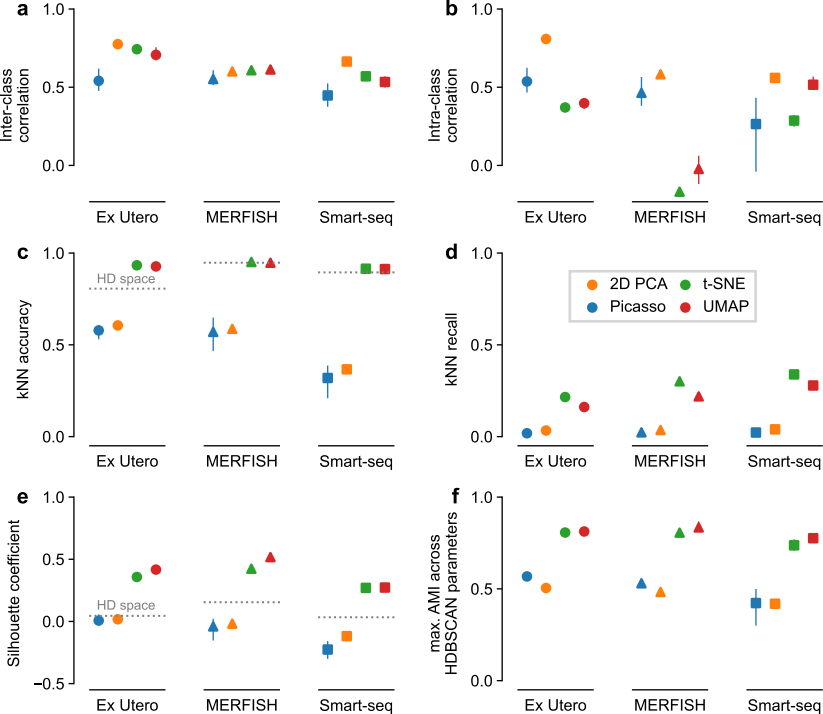 a
Inter-class
correlation
1.0
0.5
0.0
Ex Utero
MERFISH
Smart-seq
b
Intra-class
correlation
1.0
0.5
0.0
Ex Utero
MERFISH
Smart-seq
c
kNN accuracy
1.0
0.5
0.0
HD space
Ex Utero
MERFISH
Smart-seq
d
kNN recall
1.0
0.5
0.0
2D PCA
t-SNE
Picasso
UMAP
Ex Utero
MERFISH
Smart-seq
e
Silhouette coefficient
1.0
0.5
0.0
−0.5
HD space
Ex Utero
MERFISH
Smart-seq
f
max. AMI across
HDBSCAN parameters
1.0
0.5
0.0
Ex Utero
MERFISH
Smart-seq